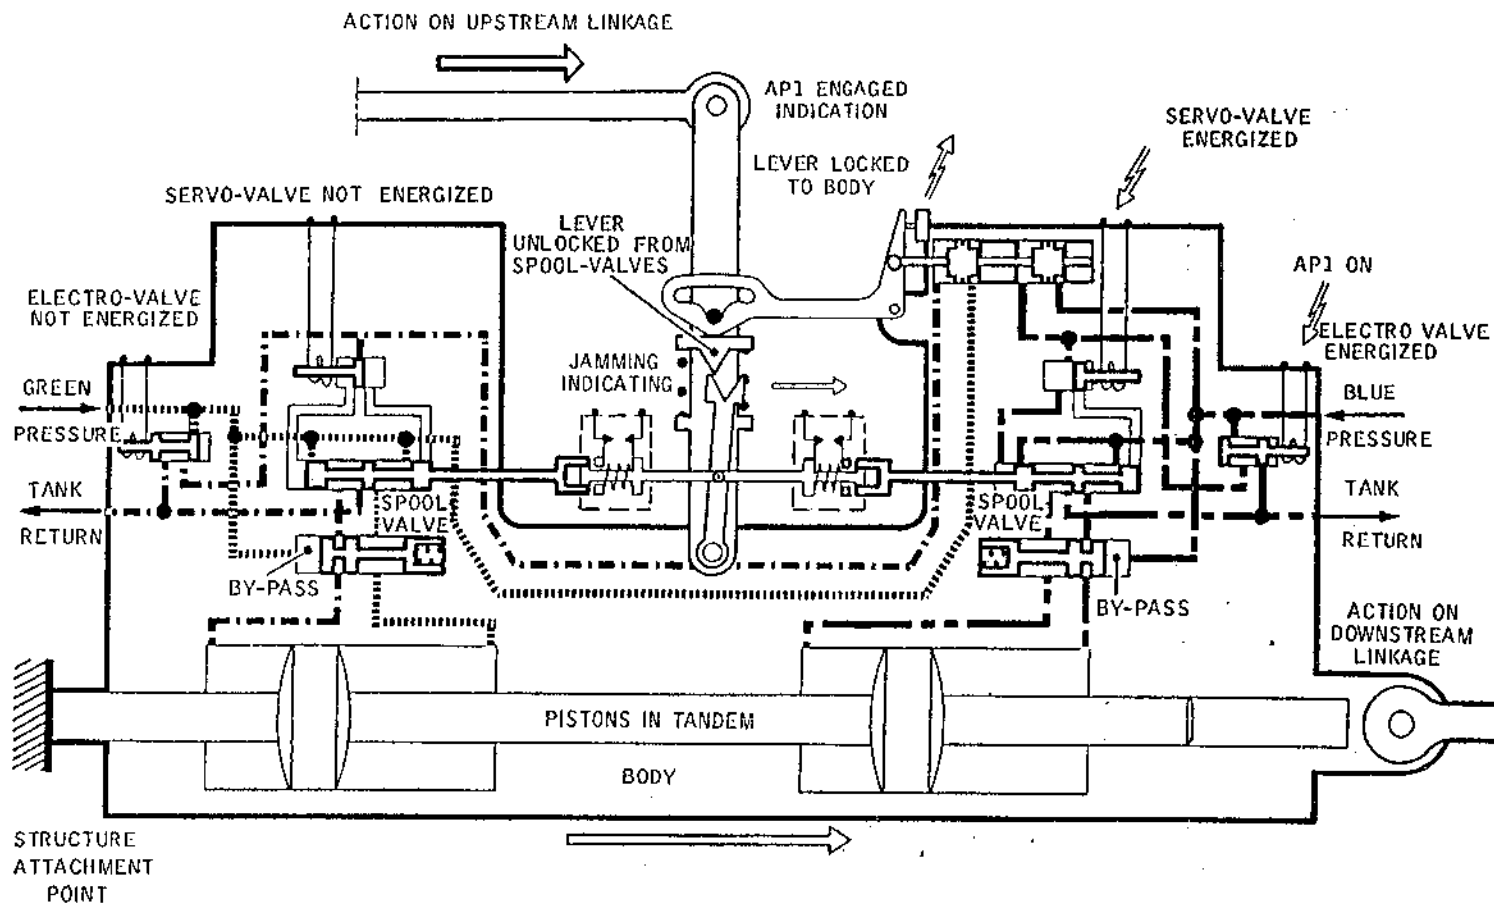 ACTION ON UPSTREAM LINKAGE
AP1 ENGAGED
INDICATION
SERVO-VALVE
ENERGIZED
LEVER LOCKED
TO BODY
SERVO-VALVE NOT ENERGIZED
LEVER
UNLOCKED FROM
SPOOL-VALVES
AP1 ON
ELECTRO-VALVE
NOT ENERGIZED
ELECTRO VALVE
ENERGIZED
JAMMING
INDICATING
GREEN
PRESSURE
BLUE
PRESSURE
TANK
RETURN
SPOOL
VALVE
SPOOL
VALVE
TANK
RETURN
BY-PASS
BY-PASS
ACTION ON
DOWNSTREAM
LINKAGE
PISTONS IN TANDEM
BODY
STRUCTURE
ATTACHMENT
POINT